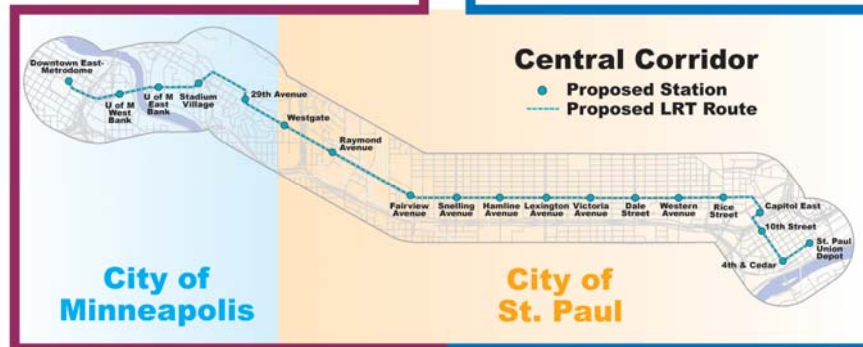 Central Corridor
Proposed Station
Proposed LRT Route
Downtown East-
Metrodome
U of M
West
Bank
U of M
East
Bank
Stadium
Village
29th Avenue
Westgate
Raymond
Avenue
Fairview
Avenue
Snelling
Avenue
Hamline
Avenue
Lexington
Avenue
Victoria
Avenue
Dale
Street
Western
Avenue
Rice
Street
Capitol East
10th Street
4th & Cedar
St. Paul
Union
Depot
City of
Minneapolis
City of
St. Paul